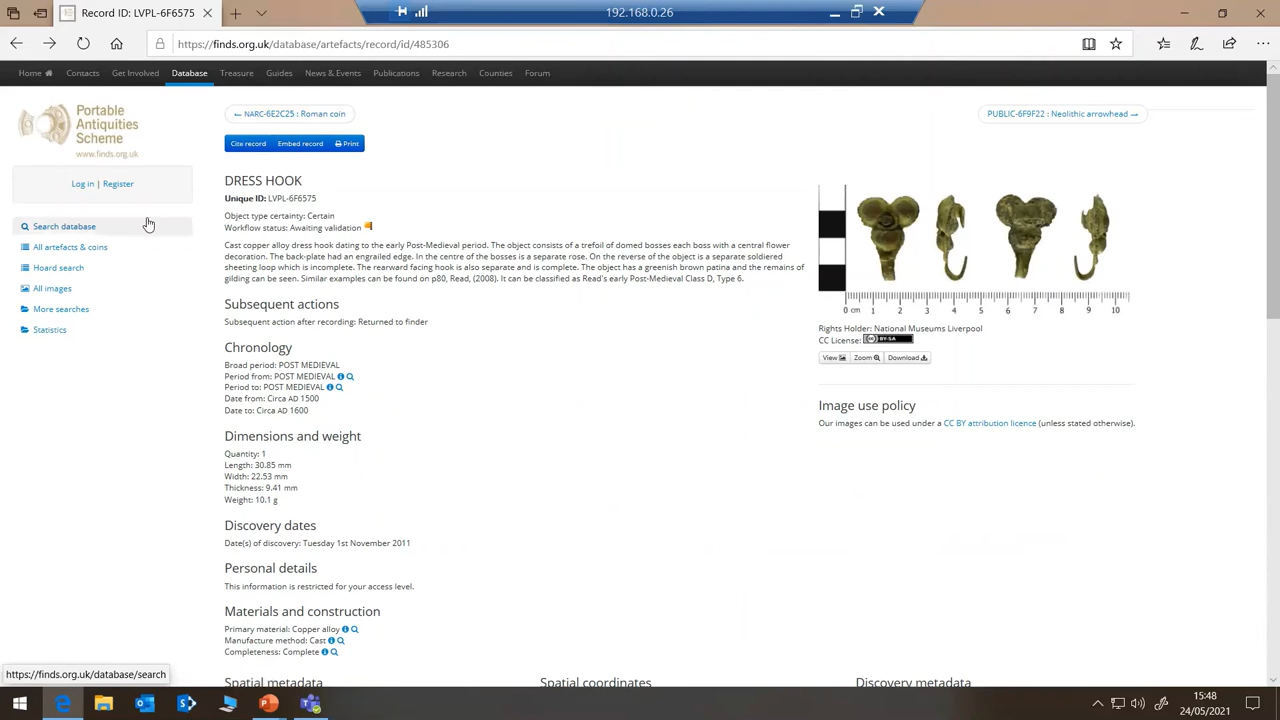 Record ID: LVPL-6F6575
192.168.0.26
https://finds.org.uk/database/artefacts/record/id/485306
Home Contacts Get Involved Database Treasure Guides News & Events Publications Research Counties Forum
Portable
Antiquities
Scheme
www.finds.org.uk
Log in | Register
Search database
All artefacts & coins
Hoard search
All images
More searches
Statistics
← NARC-6E2C25 : Roman coin
PUBLIC-6F9F22 : Neolithic arrowhead →
Cite record Embed record Print
DRESS HOOK
Unique ID: LVPL-6F6575
Object type certainty: Certain
Workflow status: Awaiting validation
Cast copper alloy dress hook dating to the early Post-Medieval period. The object consists of a trefoil of domed bosses each boss with a central flower
decoration. The back-plate had an engrailed edge. In the centre of the bosses is a separate rose. On the reverse of the object is a separate soldiered
sheeting loop which is incomplete. The rearward facing hook is also separate and is complete. The object has a greenish brown patina and the remains of
gilding can be seen. Similar examples can be found on p80, Read, (2008). It can be classified as Read's early Post-Medieval Class D, Type 6.
Subsequent actions
Subsequent action after recording: Returned to finder
Chronology
Broad period: POST MEDIEVAL
Period from: POST MEDIEVAL
Period to: POST MEDIEVAL
Date from: Circa AD 1500
Date to: Circa AD 1600
Dimensions and weight
Quantity: 1
Length: 30.85 mm
Width: 22.53 mm
Thickness: 9.41 mm
Weight: 10.1 g
Discovery dates
Date(s) of discovery: Tuesday 1st November 2011
Personal details
This information is restricted for your access level.
Materials and construction
Primary material: Copper alloy
Manufacture method: Cast
Completeness: Complete
Spatial metadata
Spatial coordinates
Discovery metadata
0 cm 1 2 3 4 5 6 7 8 9 10
Rights Holder: National Museums Liverpool
CC License: BY-SA
View Zoom Download
Image use policy
Our images can be used under a CC BY attribution licence (unless stated otherwise).
https://finds.org.uk/database/search
15:48
24/05/2021